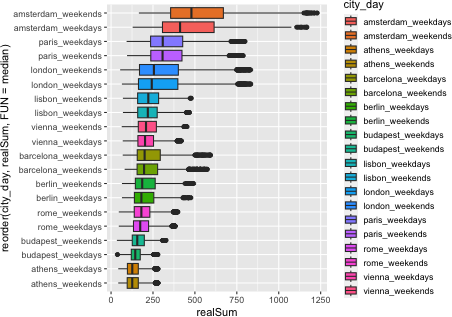 city_day
amsterdam_weekends
amsterdam_weekdays
paris_weekdays
paris_weekends
london_weekends
london_weekdays
lisbon_weekends
lisbon_weekdays
vienna_weekends
vienna_weekdays
barcelona_weekdays
barcelona_weekends
berlin_weekends
berlin_weekdays
rome_weekends
rome_weekdays
budapest_weekends
budapest_weekdays
athens_weekdays
athens_weekends
reorder(city_day, realSum, FUN = median)
0
250
500
750
1000
1250
realSum
amsterdam_weekdays
amsterdam_weekends
athens_weekdays
athens_weekends
barcelona_weekdays
barcelona_weekends
berlin_weekdays
berlin_weekends
budapest_weekdays
budapest_weekends
lisbon_weekdays
lisbon_weekends
london_weekdays
london_weekends
paris_weekdays
paris_weekends
rome_weekdays
rome_weekends
vienna_weekdays
vienna_weekends